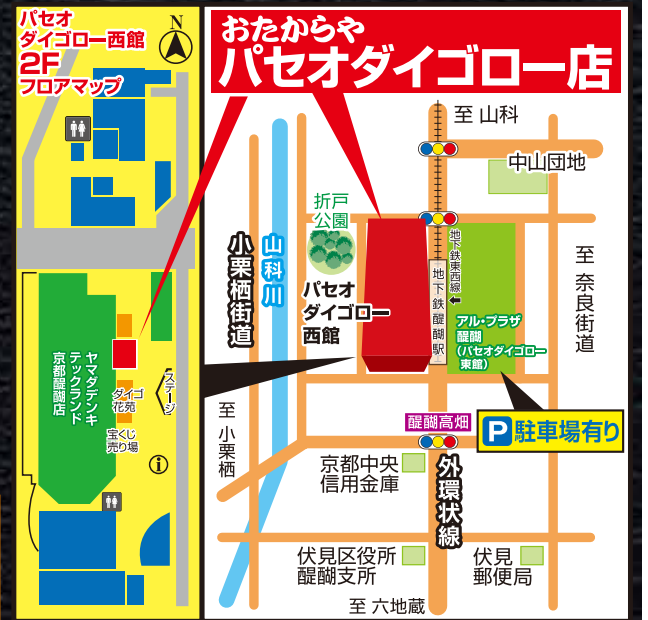 パセオ
ダイゴロー西館
2F
フロアマップ
N
おたからや
パセオダイゴロー店
至 山科
中山団地
折戸
公園
小栗栖街道
山科川
地下鉄東西線
地下鉄醍醐駅
至 奈良街道
パセオ
ダイゴロー
西館
アル・プラザ
醍醐
(パセオダイゴロー
東館)
ヤマダデンキ
テックランド
京都醍醐店
ダイゴ
花苑
ステージ
宝くじ
売り場
i
至 小栗栖
醍醐高畑
P 駐車場有り
京都中央
信用金庫
外環状線
伏見区役所
醍醐支所
伏見
郵便局
至 六地蔵